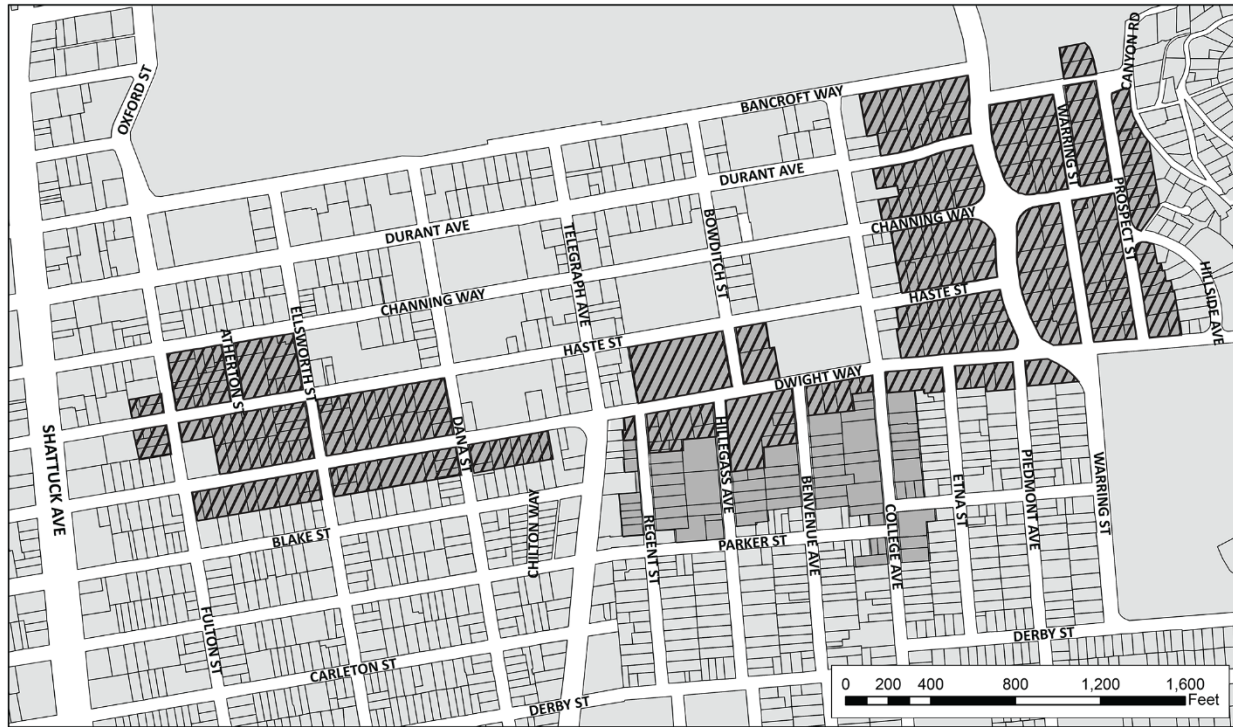 CANYON RD
OXFORD ST
BANCROFT WAY
WARRING ST
DURANT AVE
PROSPECT ST
BOWDITCH ST
CHANNING WAY
DURANT AVE
TELEGRAPH AVE
HILLSIDE AVE
HASTE ST
CHANNING WAY
ELLSWORTH ST
ATHERTON ST
HASTE ST
DWIGHT WAY
DANA ST
SHATTUCK AVE
HILLEGASS AVE
BENVENUE AVE
COLLEGE AVE
ETNA ST
PIEDMONT AVE
WARRING ST
CHILTON WAY
REGENT ST
BLAKE ST
PARKER ST
FULTON ST
DERBY ST
CARLETON ST
DERBY ST
0 200 400 800 1,200 1,600
Feet